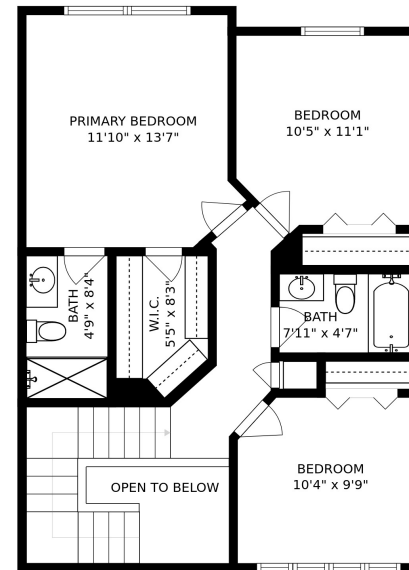 PRIMARY BEDROOM
11'10" x 13'7"
BEDROOM
10'5" x 11'1"
BATH
4'9" x 8'4"
W.I.C.
5'5" x 8'3"
BATH
7'11" x 4'7"
OPEN TO BELOW
BEDROOM
10'4" x 9'9"